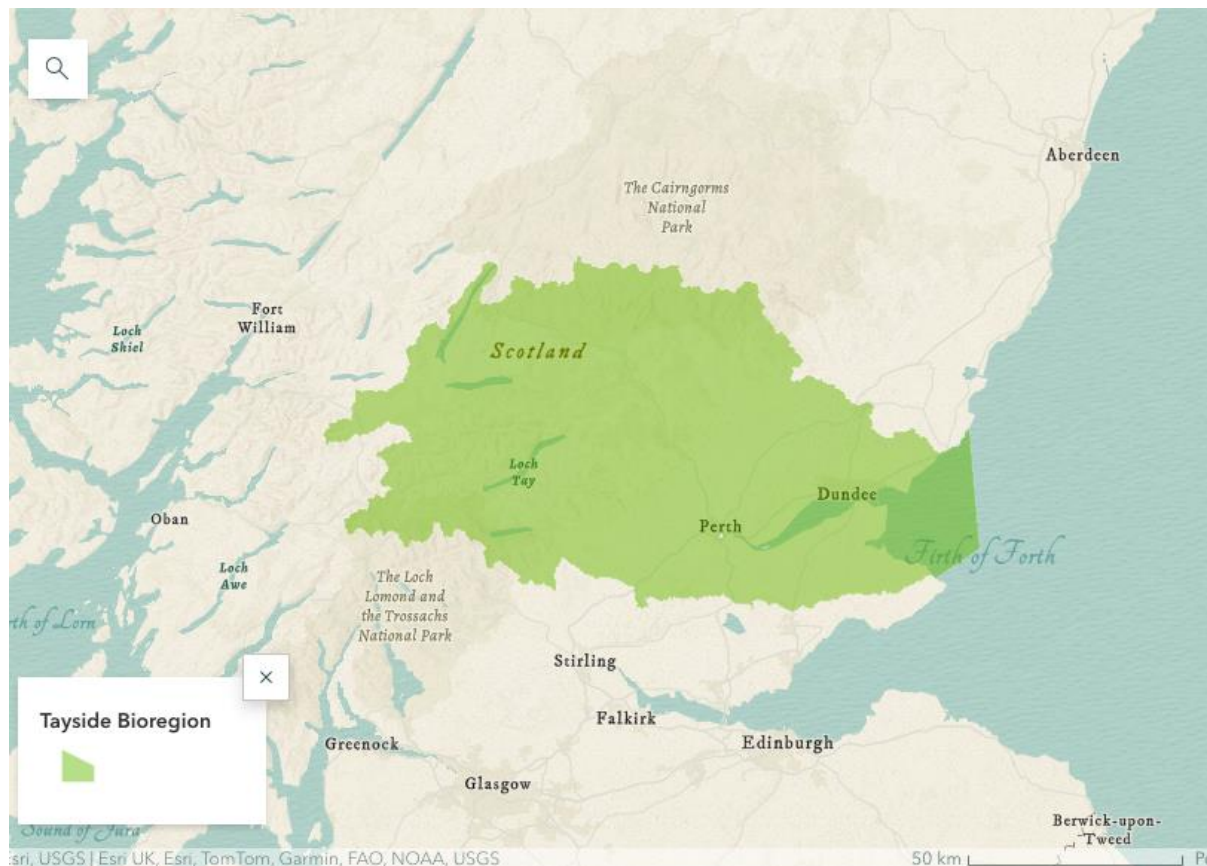 Aberdeen
The Cairngorms
National
Park
Fort
William
Loch
Shiel
Scotland
Loch
Tay
Dundee
Perth
Oban
Firth of Forth
Loch
Awe
The Loch
Lomond and
the Trossachs
National Park
rth of Lorn
Stirling
Tayside Bioregion
Falkirk
Greenock
Edinburgh
Glasgow
Sound of Jura
Berwick-upon-
Tweed
Esri, USGS | Esri UK, Esri, TomTom, Garmin, FAO, NOAA, USGS
50 km